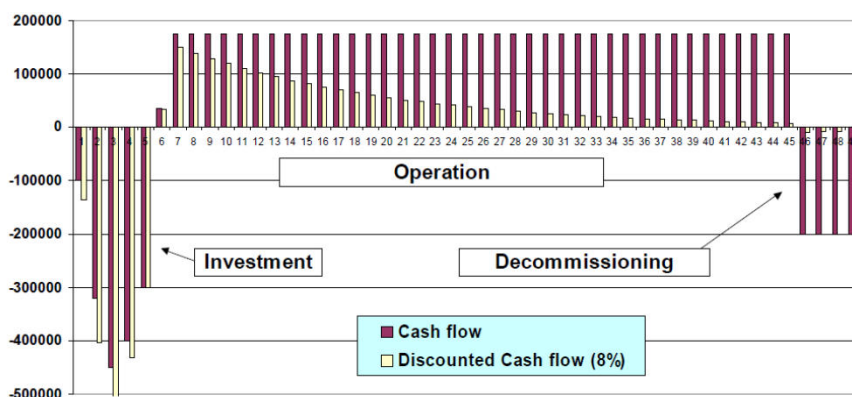 200000
100000
0
-100000
-200000
-300000
-400000
-500000
1 2 3 4 5 6 7 8 9 10 11 12 13 14 15 16 17 18 19 20 21 22 23 24 25 26 27 28 29 30 31 32 33 34 35 36 37 38 39 40 41 42 43 44 45 46 47 48
Operation
Investment
Decommissioning
Cash flow
Discounted Cash flow (8%)